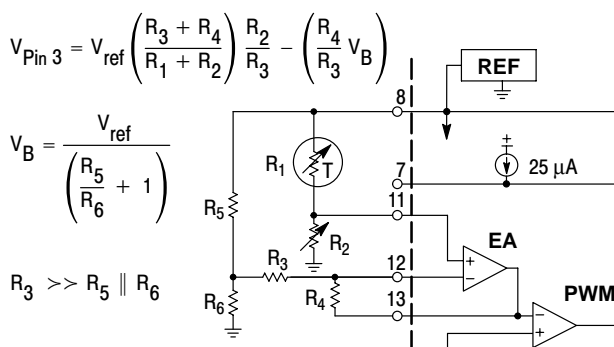 V_Pin 3 = V_ref ( (R_3 + R_4) / (R_1 + R_2) ) R_2 / R_3 − ( R_4 / R_3 V_B )
V_B = V_ref / ( R_5 / R_6 + 1 )
R_3 >> R_5 ∥ R_6
8
REF
R_1
T
7
+
25 μA
11
R_5
R_2
EA
+
R_3
12
−
PWM
R_6
R_4
13
−
+